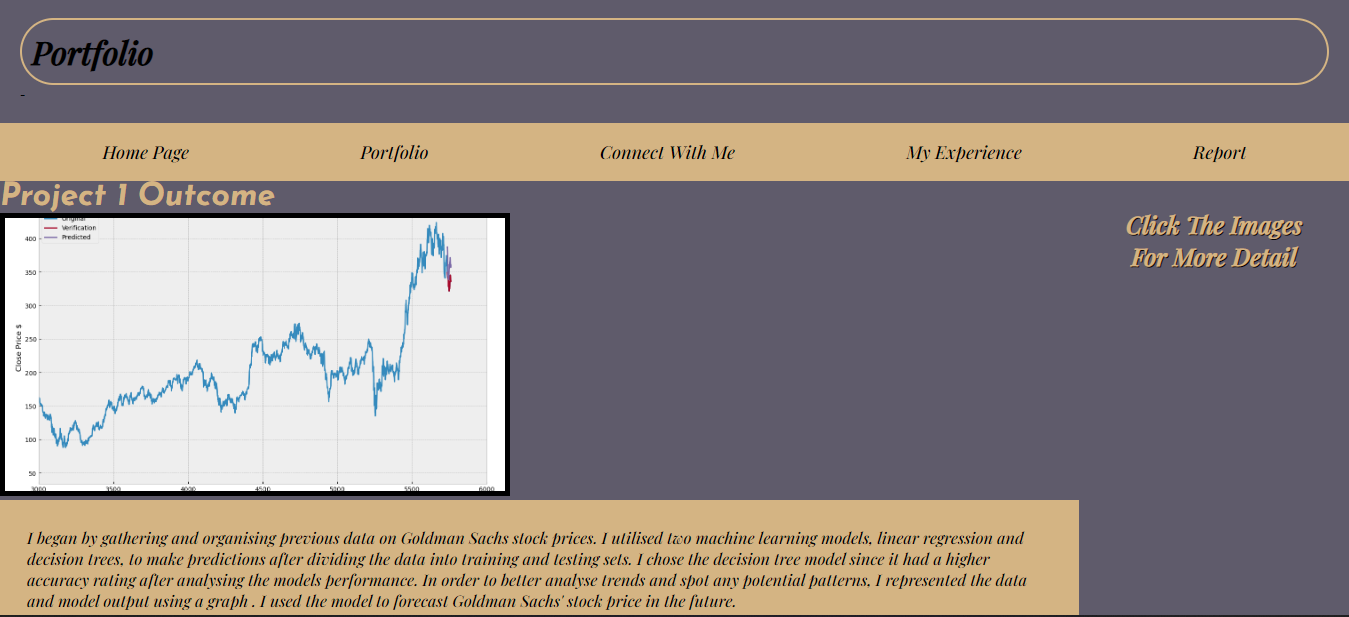 Portfolio
-
Home Page Portfolio Connect With Me My Experience Report
Project 1 Outcome
Click The Images
For More Detail
Original
Verification
Predicted
400
350
300
250
200
150
100
50
Close Price $
3000 3500 4000 4500 5000 5500 6000
I began by gathering and organising previous data on Goldman Sachs stock prices. I utilised two machine learning models, linear regression and
decision trees, to make predictions after dividing the data into training and testing sets. I chose the decision tree model since it had a higher
accuracy rating after analysing the models performance. In order to better analyse trends and spot any potential patterns, I represented the data
and model output using a graph . I used the model to forecast Goldman Sachs' stock price in the future.